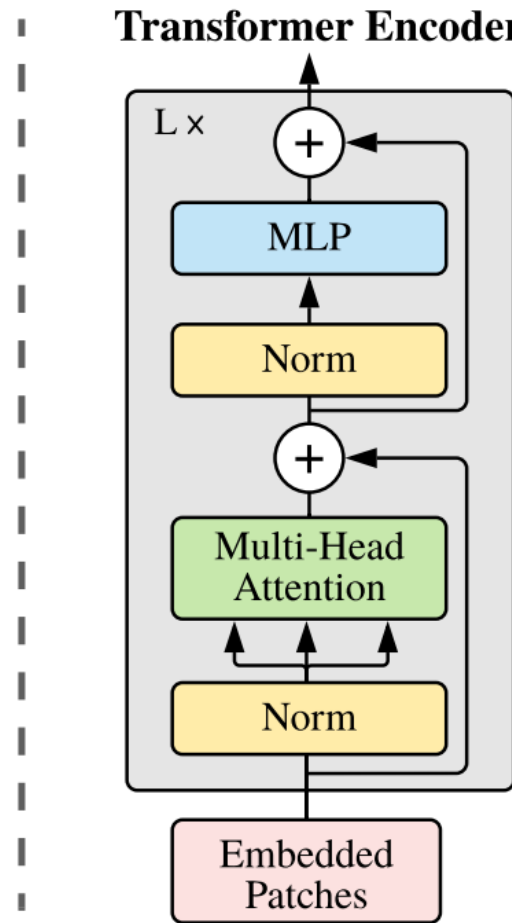 Transformer Encoder
L ×
+
MLP
Norm
+
Multi-Head
Attention
Norm
Embedded
Patches